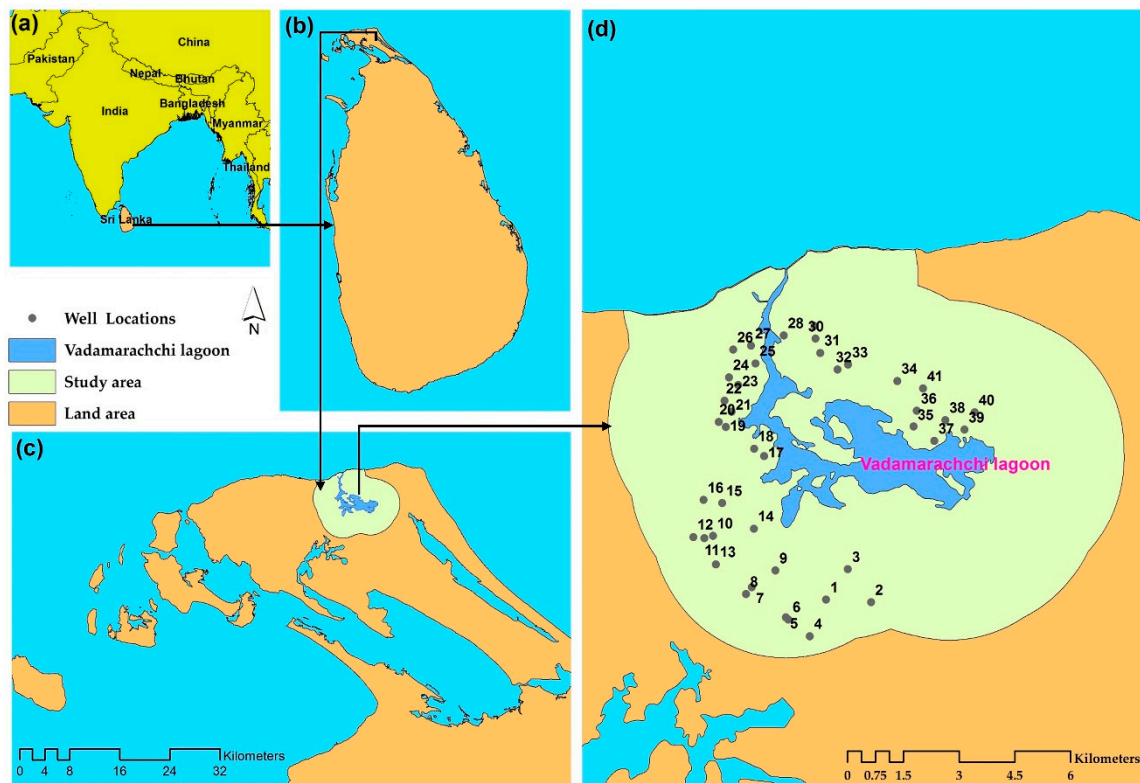 (a)
China
Pakistan
Nepal
Bhutan
India
Bangladesh
Myanmar
Thailand
Sri Lanka
N
Well Locations
Vadamarachchi lagoon
Study area
Land area
(b)
(c)
Kilometers
0 4 8 16 24 32
(d)
28 30
27
26 31
25 32 33
24
23 34 41
22
21 36 40
20 35 38 39
19 37
18
17 Vadamarachchi lagoon
16 15
14
12 10
11 13
9 3
8
7 1 2
6
5 4
Kilometers
0 0.75 1.5 3 4.5 6